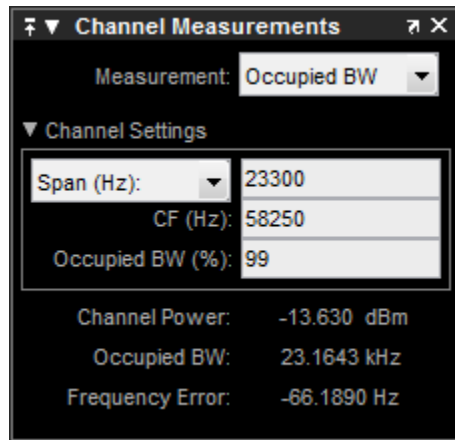 Channel Measurements
Measurement: Occupied BW
Channel Settings
Span (Hz): 23300
CF (Hz): 58250
Occupied BW (%): 99
Channel Power: -13.630 dBm
Occupied BW: 23.1643 kHz
Frequency Error: -66.1890 Hz